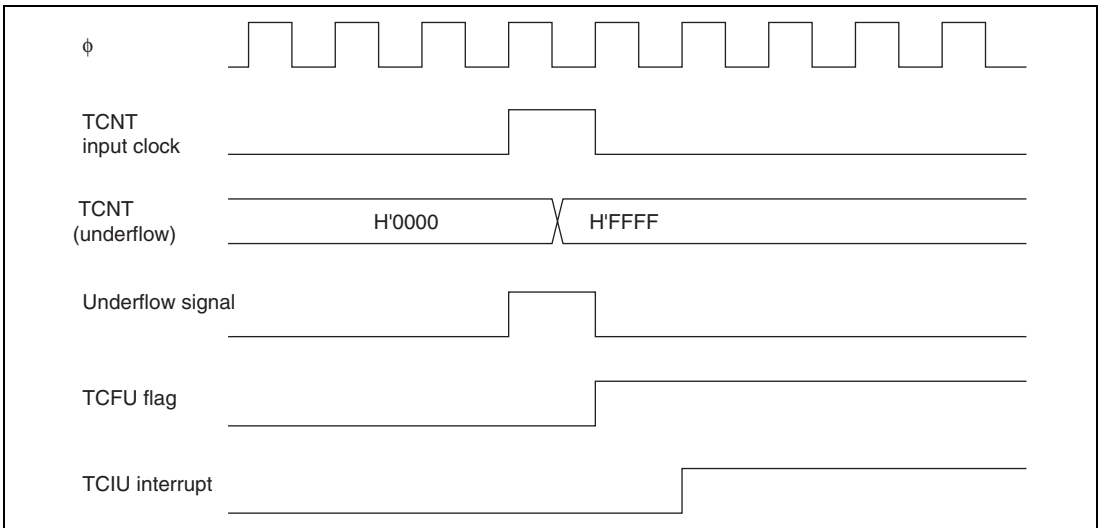 φ
TCNT
input clock
TCNT
(underflow)
H'0000
H'FFFF
Underflow signal
TCFU flag
TCIU interrupt